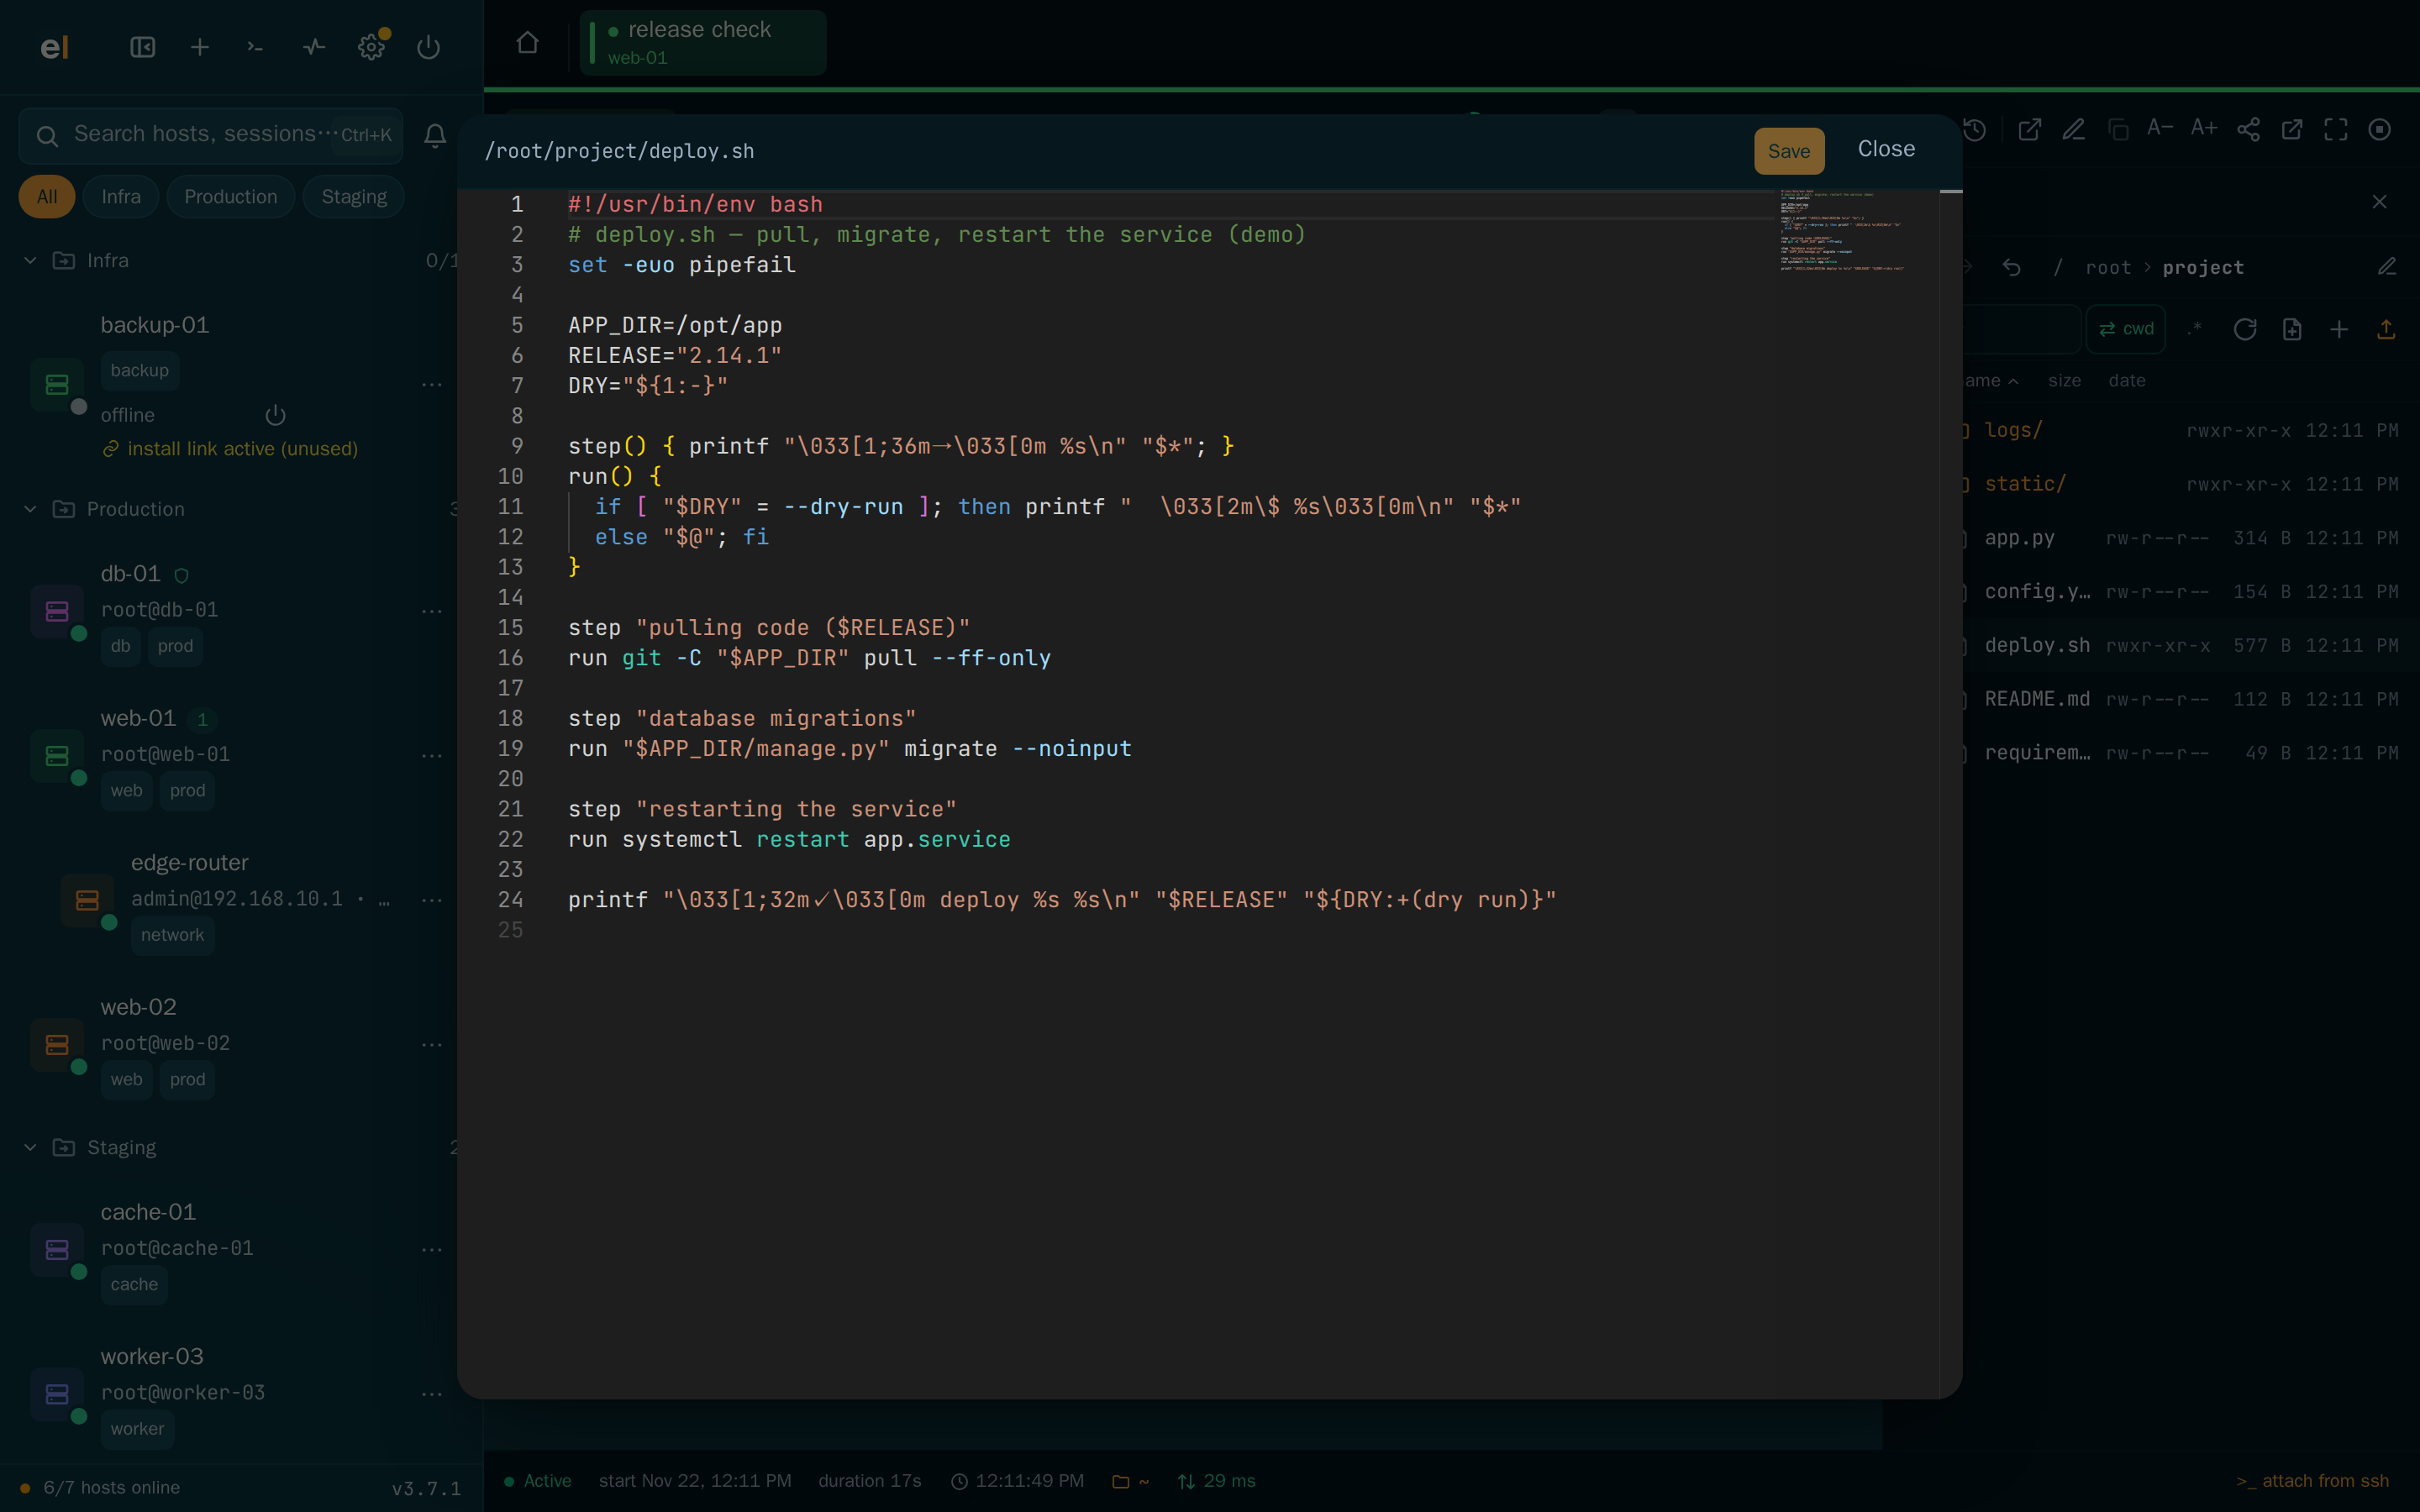 el
release check
web-01
Search hosts, sessions… Ctrl+K
All Infra Production Staging
Infra 0/1
backup-01
backup
offline
install link active (unused)
Production 3
db-01
root@db-01
db prod
web-01 1
root@web-01
web prod
edge-router
admin@192.168.10.1 · …
network
web-02
root@web-02
web prod
Staging 2
cache-01
root@cache-01
cache
worker-03
root@worker-03
worker
6/7 hosts online v3.7.1
/root/project/deploy.sh Save Close
1 #!/usr/bin/env bash
2 # deploy.sh — pull, migrate, restart the service (demo)
3 set -euo pipefail
4
5 APP_DIR=/opt/app
6 RELEASE="2.14.1"
7 DRY="${1:-}"
8
9 step() { printf "\033[1;36m→\033[0m %s\n" "$*"; }
10 run() {
11   if [ "$DRY" = --dry-run ]; then printf "  \033[2m\$ %s\033[0m\n" "$*"
12   else "$@"; fi
13 }
14
15 step "pulling code ($RELEASE)"
16 run git -C "$APP_DIR" pull --ff-only
17
18 step "database migrations"
19 run "$APP_DIR/manage.py" migrate --noinput
20
21 step "restarting the service"
22 run systemctl restart app.service
23
24 printf "\033[1;32m✓\033[0m deploy %s %s\n" "$RELEASE" "${DRY:+(dry run)}"
25
A− A+
/ root › project
cwd .*
ame size date
logs/ rwxr-xr-x 12:11 PM
static/ rwxr-xr-x 12:11 PM
app.py rw-r--r-- 314 B 12:11 PM
config.y… rw-r--r-- 154 B 12:11 PM
deploy.sh rwxr-xr-x 577 B 12:11 PM
README.md rw-r--r-- 112 B 12:11 PM
requirem… rw-r--r-- 49 B 12:11 PM
Active start Nov 22, 12:11 PM duration 17s 12:11:49 PM ~ 29 ms
>_ attach from ssh